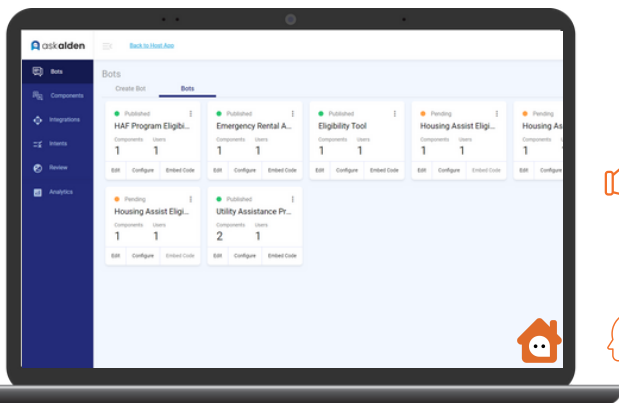 askalden
Back to Host App
Bots
Components
Integrations
Intents
Review
Analytics
Bots
Create Bot Bots
Published
HAF Program Eligibi...
Components Users
1 1
Edit Configure Embed Code
Published
Emergency Rental A...
Components Users
1 1
Edit Configure Embed Code
Published
Eligibility Tool
Components Users
1 1
Edit Configure Embed Code
Pending
Housing Assist Eligi...
Components Users
1 1
Edit Configure Embed Code
Pending
Housing As
Components
1
Edit Configure
Pending
Housing Assist Eligi...
Components Users
1 1
Edit Configure Embed Code
Published
Utility Assistance Pr...
Components Users
2 1
Edit Configure Embed Code